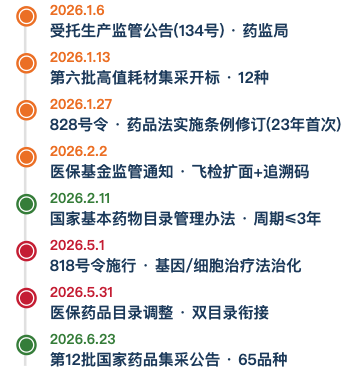 2026.1.6
受托生产监管公告(134号) · 药监局
2026.1.13
第六批高值耗材集采开标 · 12种
2026.1.27
828号令 · 药品法实施条例修订(23年首次)
2026.2.2
医保基金监管通知 · 飞检扩面+追溯码
2026.2.11
国家基本药物目录管理办法 · 周期≤3年
2026.5.1
818号令施行 · 基因/细胞治疗法治化
2026.5.31
医保药品目录调整 · 双目录衔接
2026.6.23
第12批国家药品集采公告 · 65品种